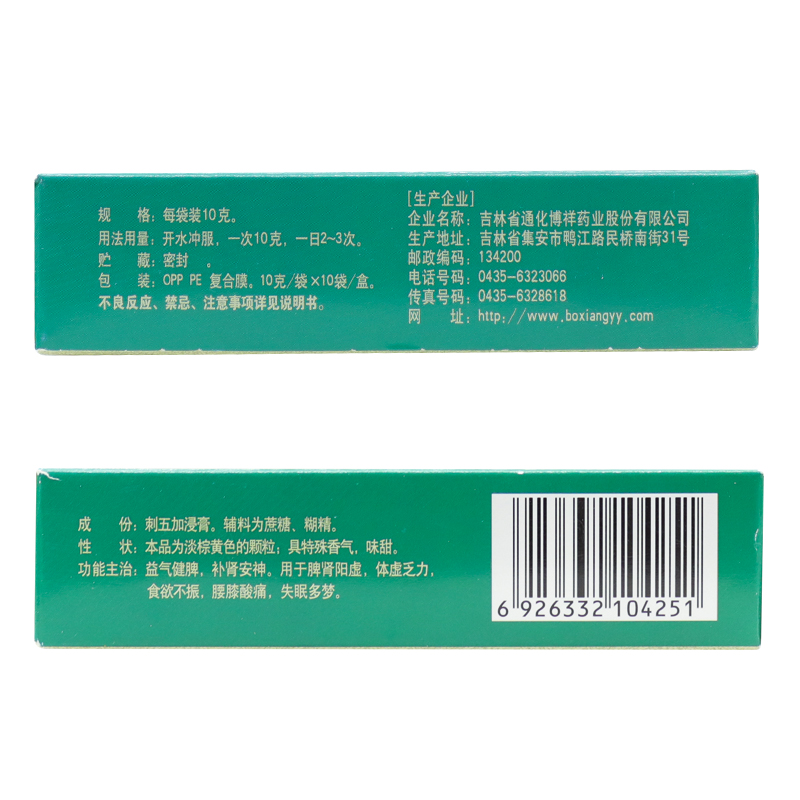 规　　格：每袋装10克。
用法用量：开水冲服，一次10克，一日2~3次。
贮　　藏：密封　。
包　　装：OPP PE 复合膜。10克/袋×10袋/盒。
不良反应、禁忌、注意事项详见说明书。
[生产企业]
企业名称：吉林省通化博祥药业股份有限公司
生产地址：吉林省集安市鸭江路民桥南街31号
邮政编码：134200
电话号码：0435-6323066
传真号码：0435-6328618
网　　址：http://www.boxiangyy.com
成　　份：刺五加浸膏。辅料为蔗糖、糊精。
性　　状：本品为淡棕黄色的颗粒；具特殊香气，味甜。
功能主治：益气健脾，补肾安神。用于脾肾阳虚，体虚乏力，
食欲不振，腰膝酸痛，失眠多梦。
6 926332 104251